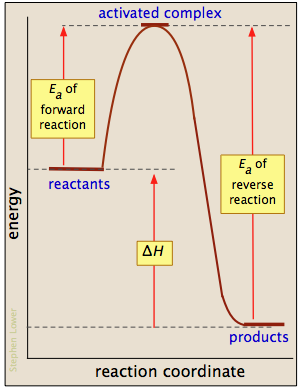 activated complex
Ea of
forward
reaction
Ea of
reverse
reaction
reactants
ΔH
products
energy
Stephen Lower
reaction coordinate